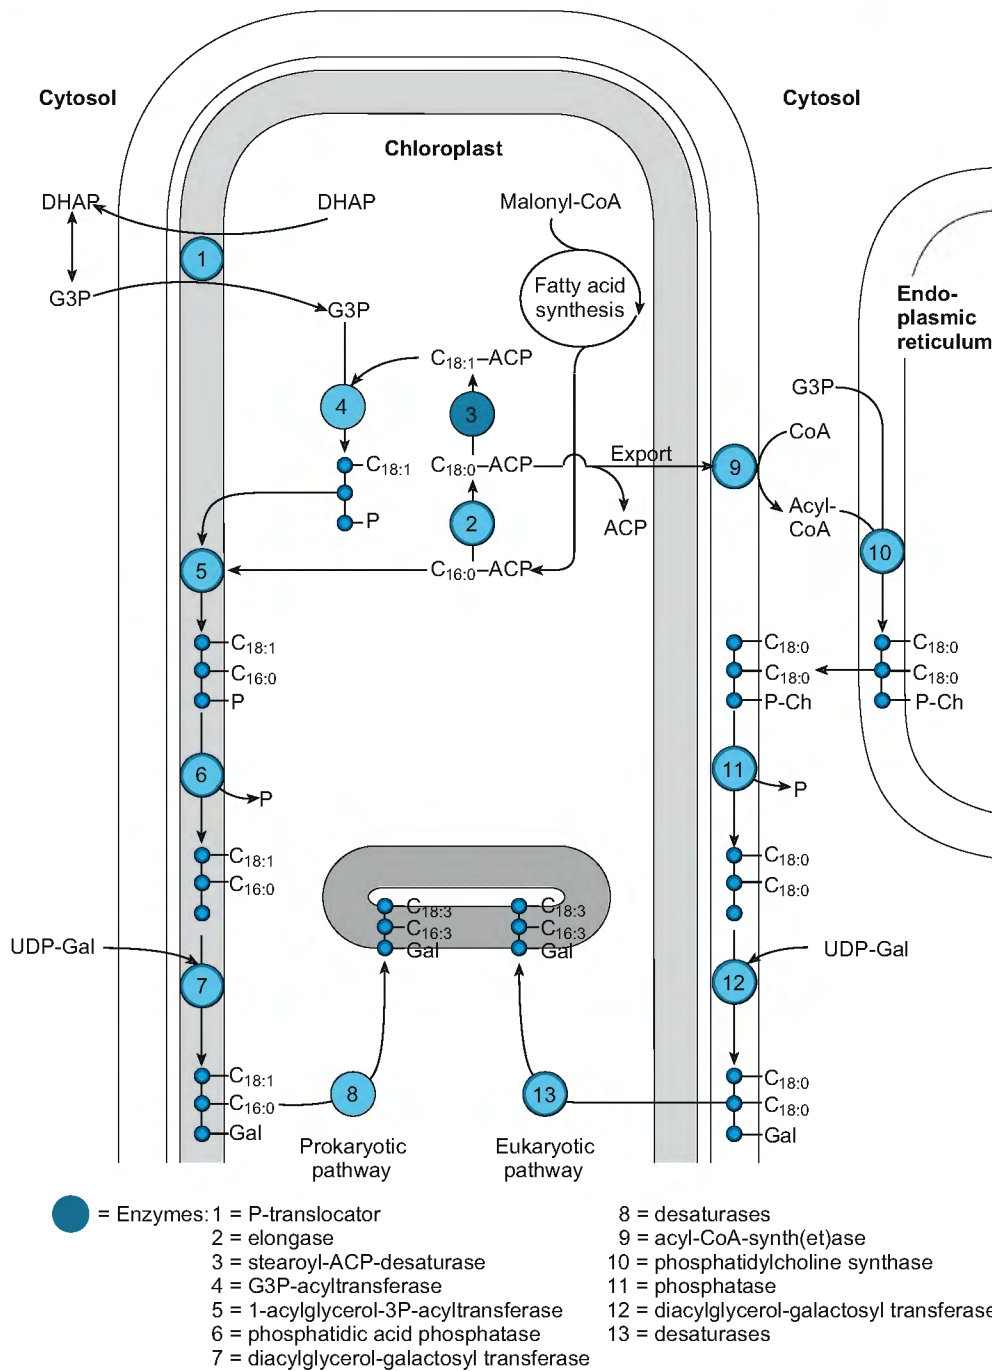 Cytosol
Cytosol
Chloroplast
DHAP
DHAP
Malonyl-CoA
1
G3P
G3P
Fatty acid
synthesis
Endo-
plasmic
reticulum
C18:1–ACP
G3P
4
3
CoA
C18:1
C18:0–ACP
Export
9
P
2
ACP
Acyl-
CoA
10
5
C16:0–ACP
C18:1
C16:0
P
C18:0
C18:0
P-Ch
C18:0
C18:0
P-Ch
6
P
11
P
C18:1
C16:0
C18:0
C18:0
C18:3
C16:3
Gal
C18:3
C16:3
Gal
UDP-Gal
UDP-Gal
7
12
C18:1
C16:0
Gal
8
13
C18:0
C18:0
Gal
Prokaryotic
pathway
Eukaryotic
pathway
= Enzymes: 1 = P-translocator
2 = elongase
3 = stearoyl-ACP-desaturase
4 = G3P-acyltransferase
5 = 1-acylglycerol-3P-acyltransferase
6 = phosphatidic acid phosphatase
7 = diacylglycerol-galactosyl transferase
8 = desaturases
9 = acyl-CoA-synth(et)ase
10 = phosphatidylcholine synthase
11 = phosphatase
12 = diacylglycerol-galactosyl transferase
13 = desaturases